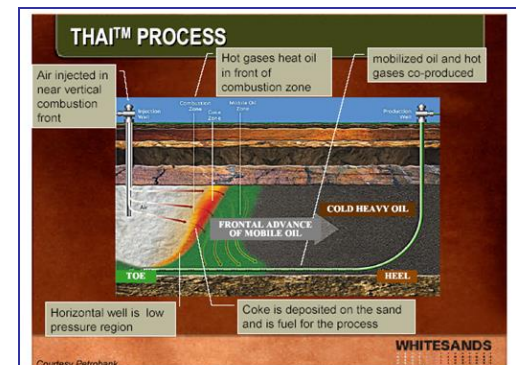 THAI™ PROCESS
Air injected in
near vertical
combustion
front
Hot gases heat oil
in front of
combustion zone
mobilized oil and hot
gases co-produced
Injection
Well
Combustion
Zone
Coke
Zone
Mobile Oil
Zone
Production
Well
Air
COLD HEAVY OIL
FRONTAL ADVANCE
OF MOBILE OIL
TOE
HEEL
Horizontal well is low
pressure region
Coke is deposited on the sand
and is fuel for the process
WHITESANDS
Courtesy Petrobank